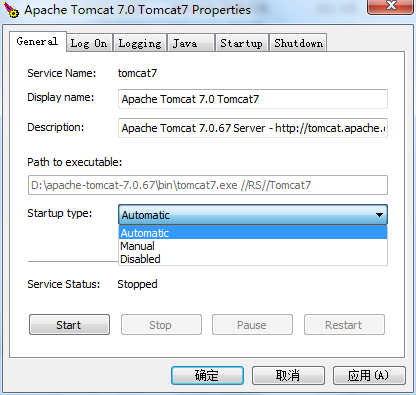 Apache Tomcat 7.0 Tomcat7 Properties
General Log On Logging Java Startup Shutdown
Service Name: tomcat7
Display name: Apache Tomcat 7.0 Tomcat7
Description: Apache Tomcat 7.0.67 Server - http://tomcat.apache.o
Path to executable:
D:\apache-tomcat-7.0.67\bin\tomcat7.exe //RS//Tomcat7
Startup type: Automatic
Automatic
Manual
Disabled
Service Status: Stopped
Start Stop Pause Restart
确定 取消 应用(A)